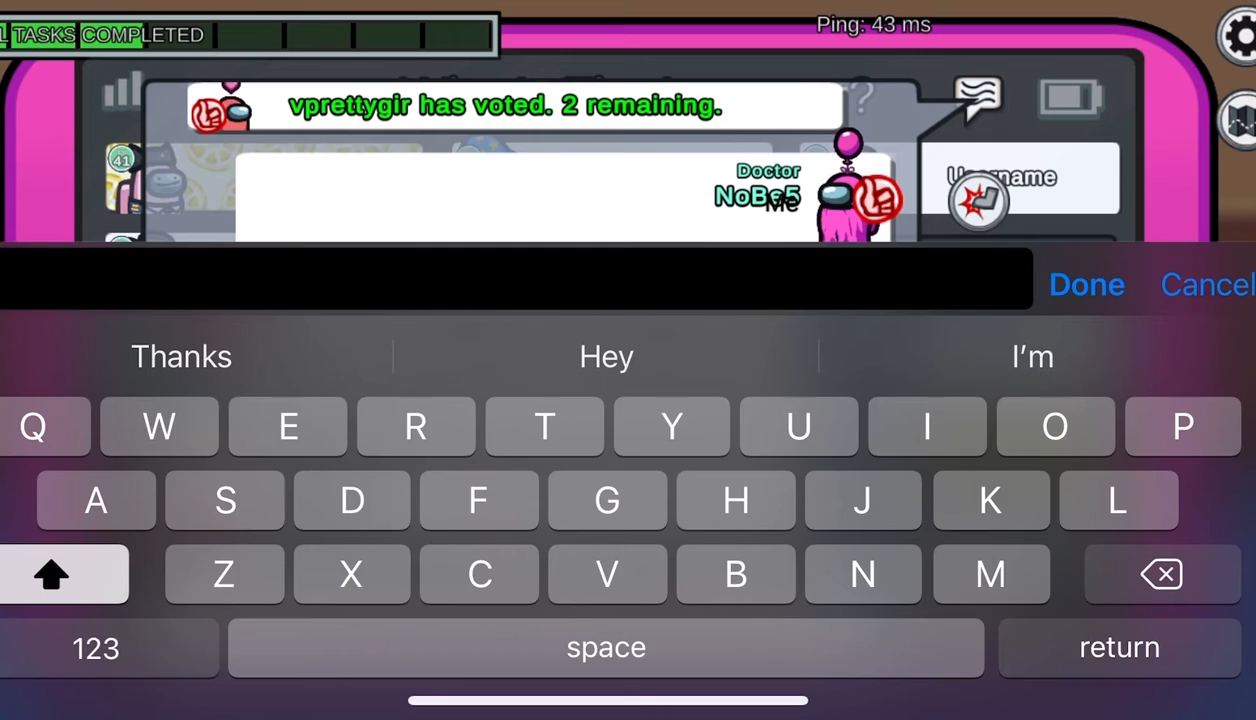 L TASKS COMPLETED
Ping: 43 ms
vprettygir has voted. 2 remaining.
?
41
Doctor
NoBe5
Me
Done
Cancel
Thanks
Hey
I'm
Q W E R T Y U I O P
A S D F G H J K L
Z X C V B N M
123
space
return